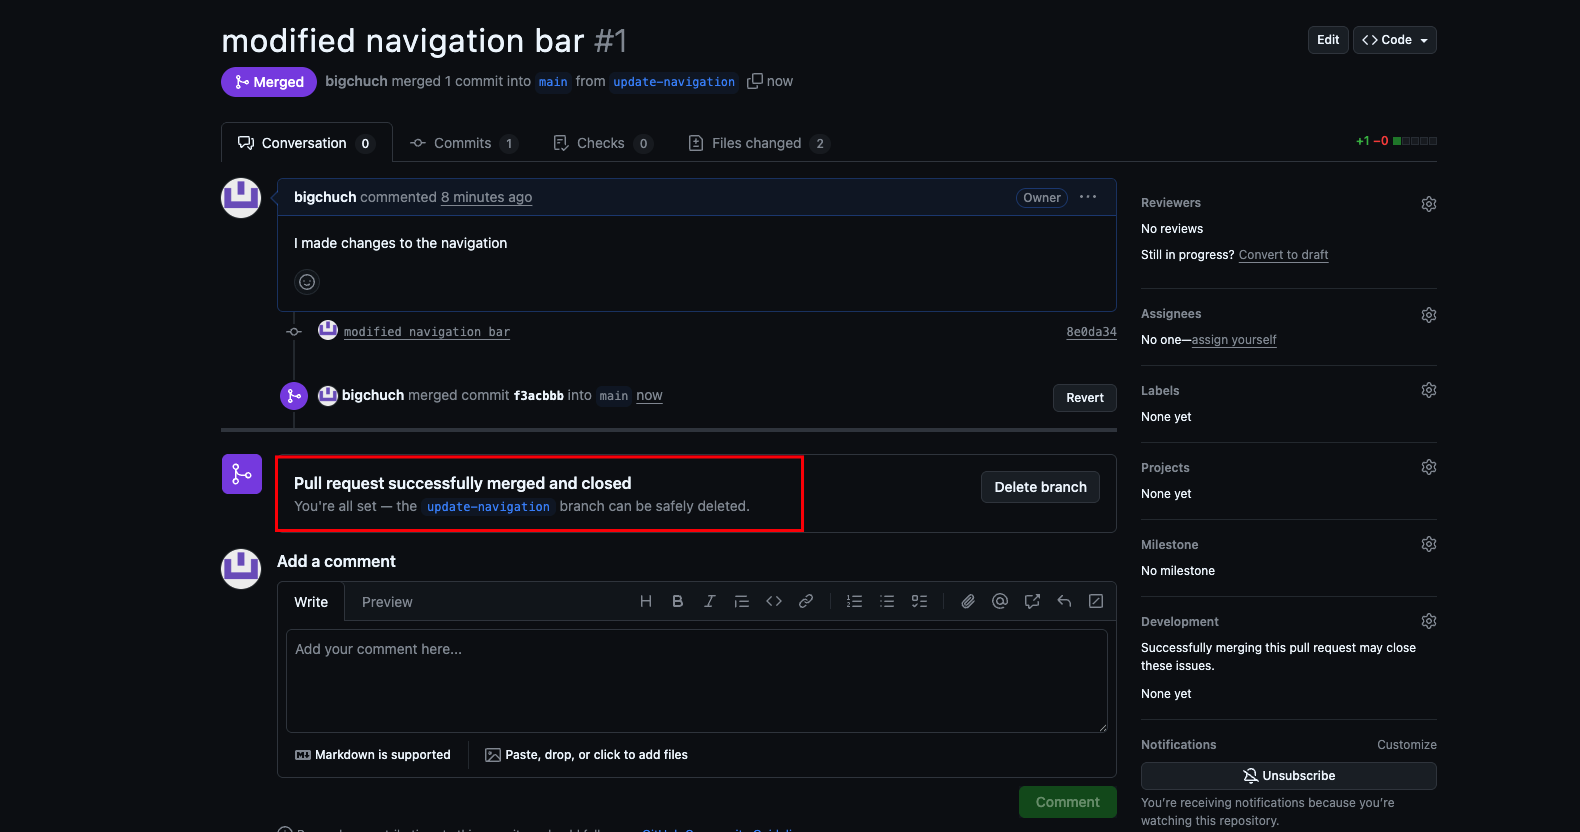 modified navigation bar #1
Edit
Code
Merged
bigchuch merged 1 commit into main from update-navigation now
Conversation 0
Commits 1
Checks 0
Files changed 2
+1 −0
bigchuch commented 8 minutes ago
Owner
I made changes to the navigation
modified navigation bar
8e0da34
bigchuch merged commit f3acbbb into main now
Revert
Pull request successfully merged and closed
You're all set — the update-navigation branch can be safely deleted.
Delete branch
Add a comment
Write
Preview
Add your comment here...
Markdown is supported
Paste, drop, or click to add files
Comment
Reviewers
No reviews
Still in progress? Convert to draft
Assignees
No one—assign yourself
Labels
None yet
Projects
None yet
Milestone
No milestone
Development
Successfully merging this pull request may close
these issues.
None yet
Notifications
Customize
Unsubscribe
You're receiving notifications because you're
watching this repository.